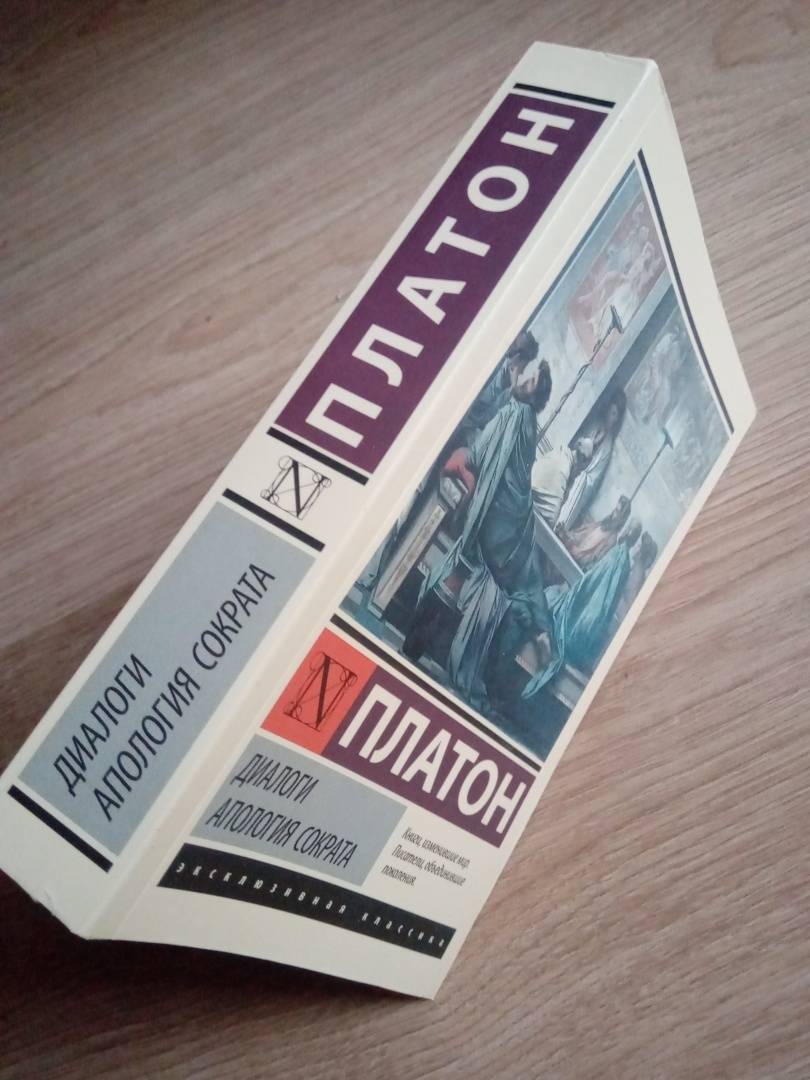 ПЛАТОН
N
ДИАЛОГИ
АПОЛОГИЯ СОКРАТА
N
ПЛАТОН
ДИАЛОГИ
АПОЛОГИЯ СОКРАТА
Книги, изменившие мир.
Писатели, объединившие
поколения.
ЭКСКЛЮЗИВНАЯ КЛАССИКА